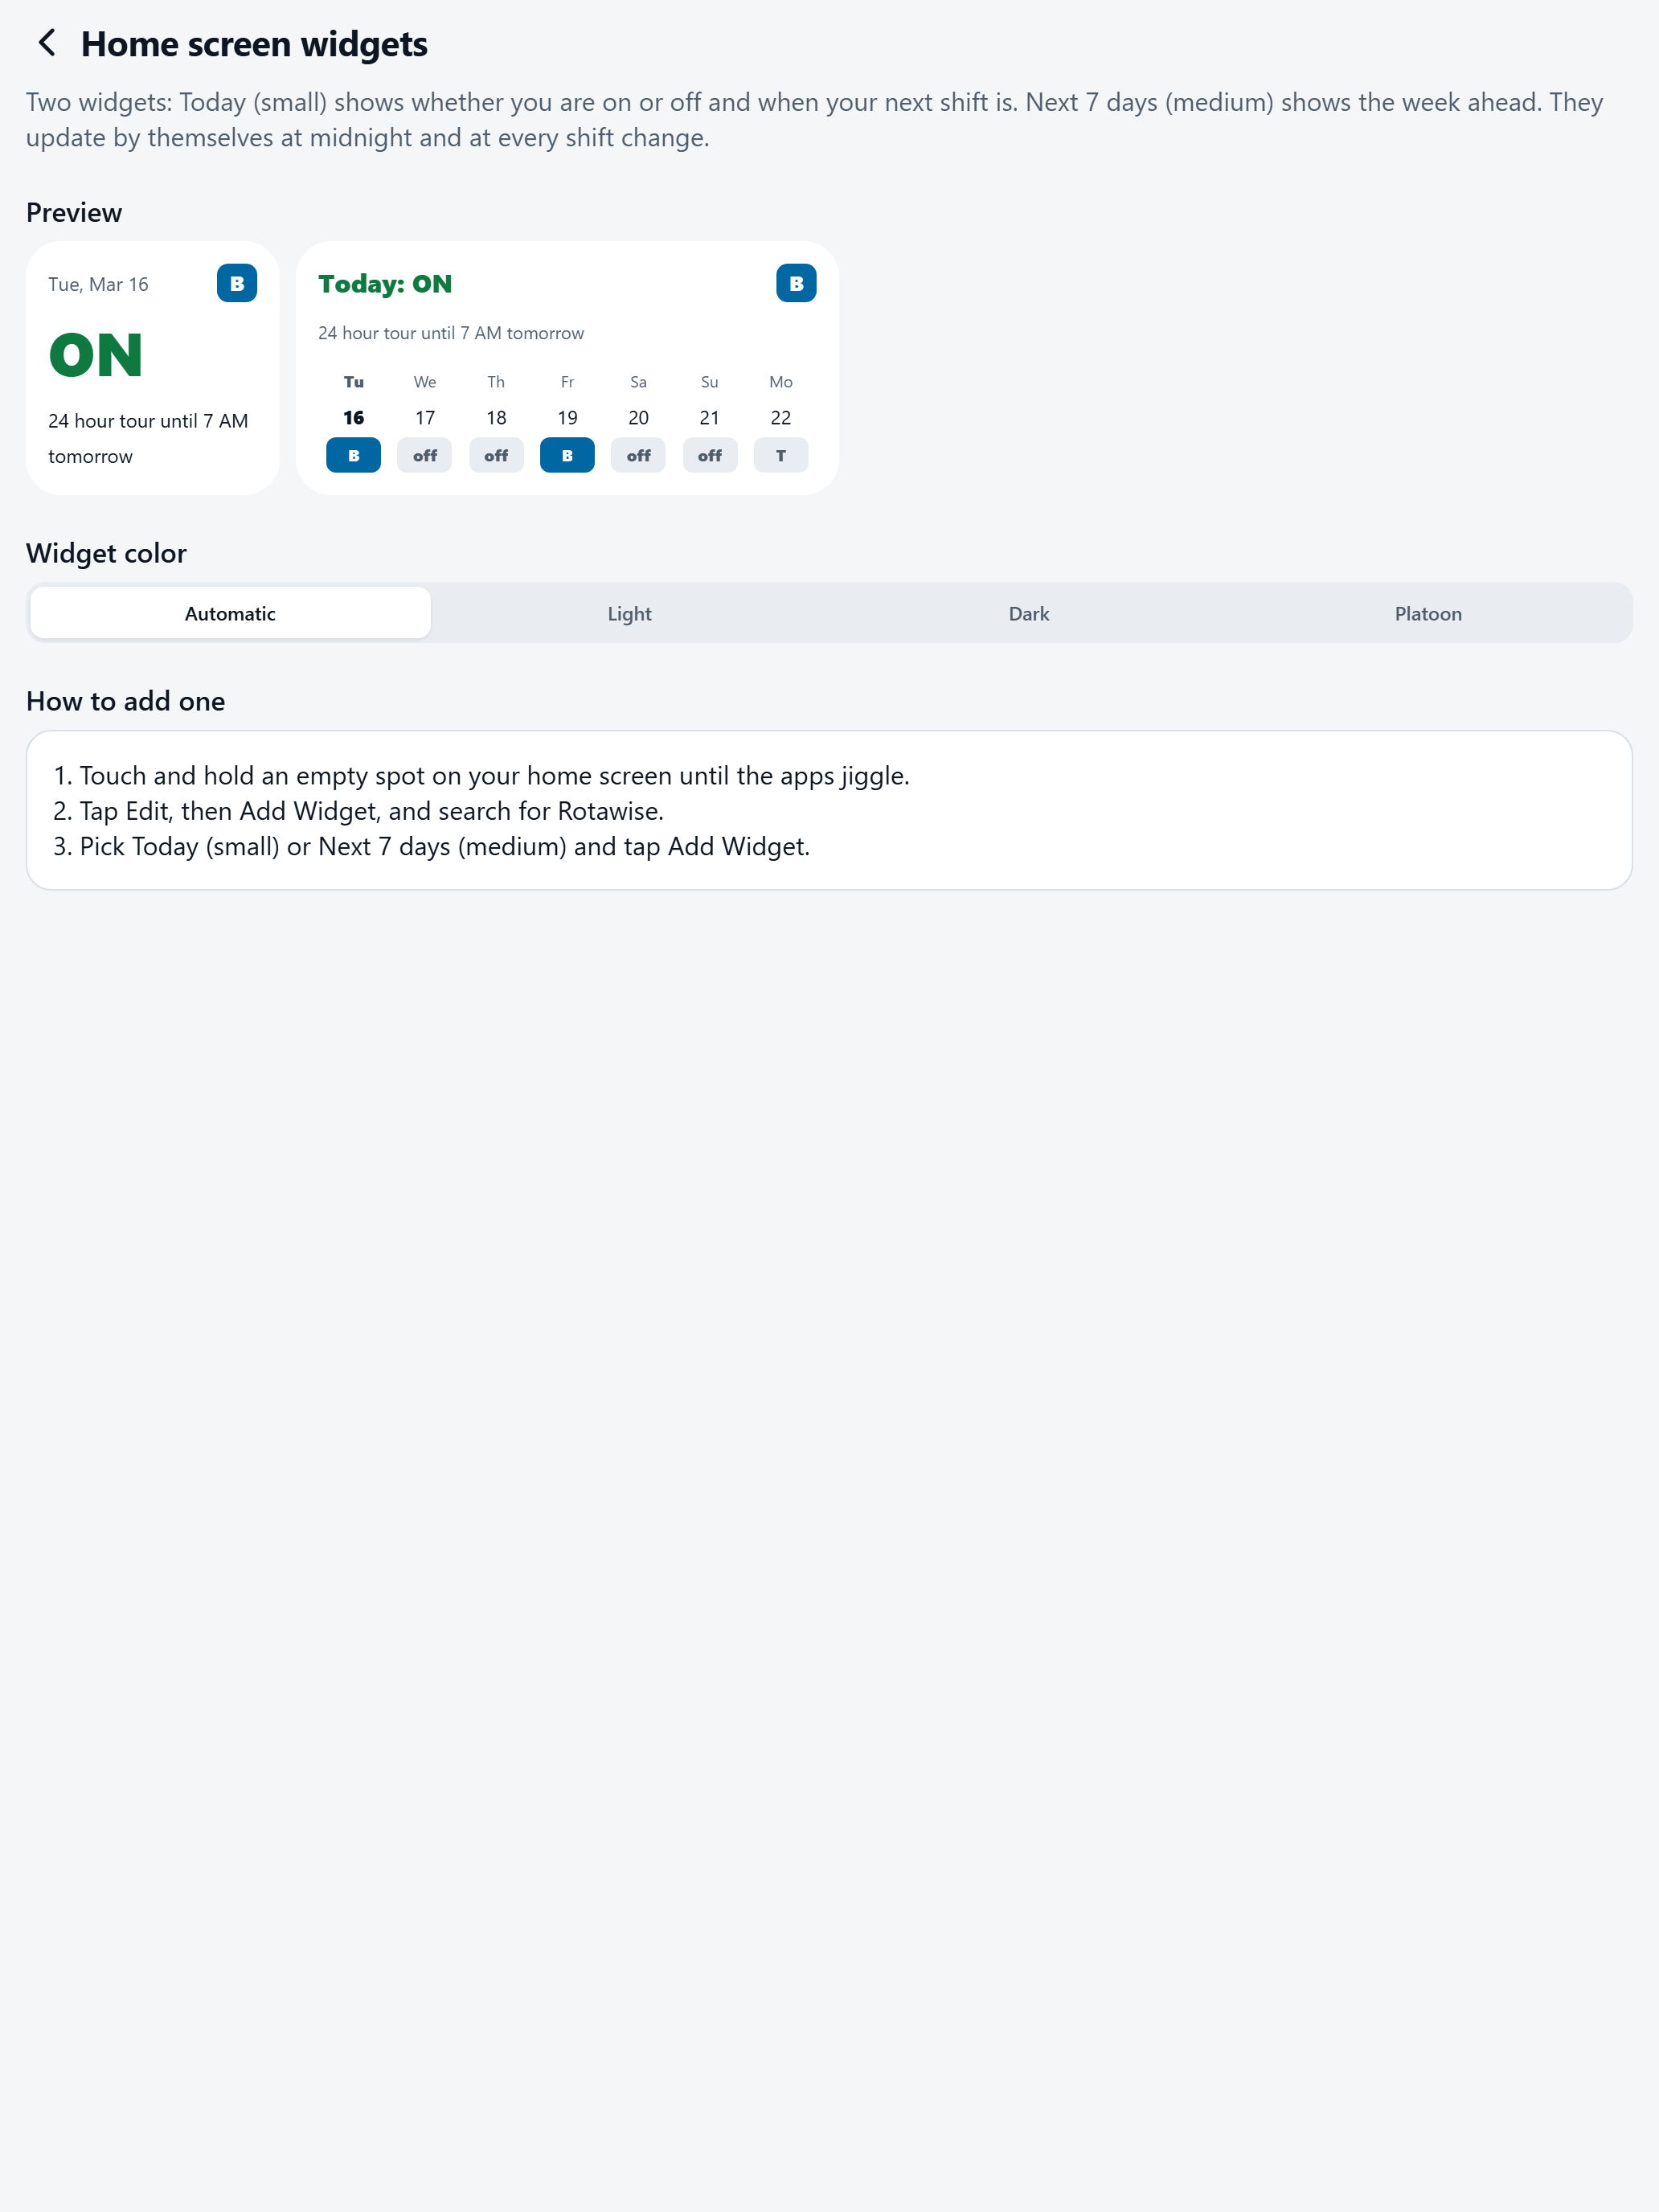 Home screen widgets
Two widgets: Today (small) shows whether you are on or off and when your next shift is. Next 7 days (medium) shows the week ahead. They
update by themselves at midnight and at every shift change.
Preview
Tue, Mar 16
B
ON
24 hour tour until 7 AM
tomorrow
Today: ON
B
24 hour tour until 7 AM tomorrow
Tu We Th Fr Sa Su Mo
16 17 18 19 20 21 22
B off off B off off T
Widget color
Automatic Light Dark Platoon
How to add one
1. Touch and hold an empty spot on your home screen until the apps jiggle.
2. Tap Edit, then Add Widget, and search for Rotawise.
3. Pick Today (small) or Next 7 days (medium) and tap Add Widget.